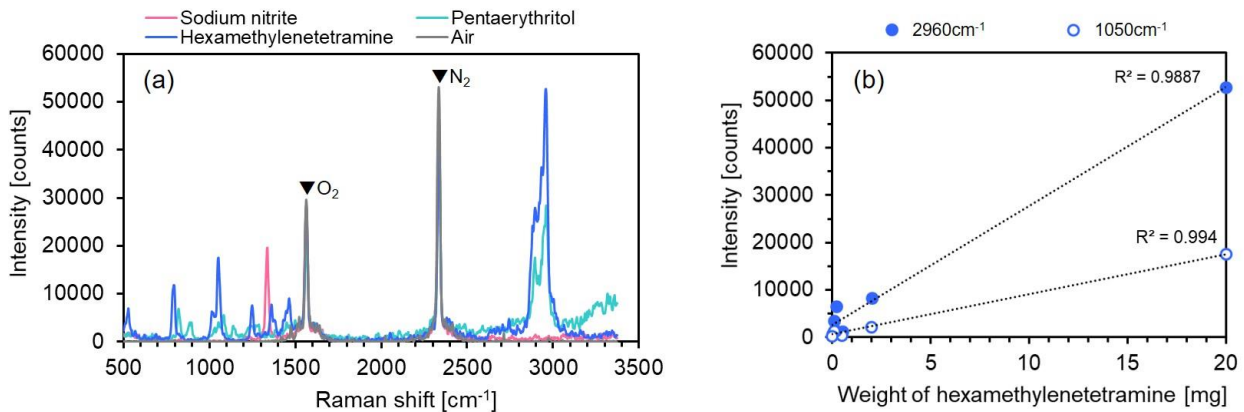 Sodium nitrite
Pentaerythritol
Hexamethylenetetramine
Air
(a)
60000
50000
40000
30000
20000
10000
0
Intensity [counts]
▼N₂
▼O₂
500 1000 1500 2000 2500 3000 3500
Raman shift [cm⁻¹]
2960cm⁻¹
1050cm⁻¹
(b)
60000
50000
40000
30000
20000
10000
0
Intensity [counts]
R² = 0.9887
R² = 0.994
0 5 10 15 20
Weight of hexamethylenetetramine [mg]